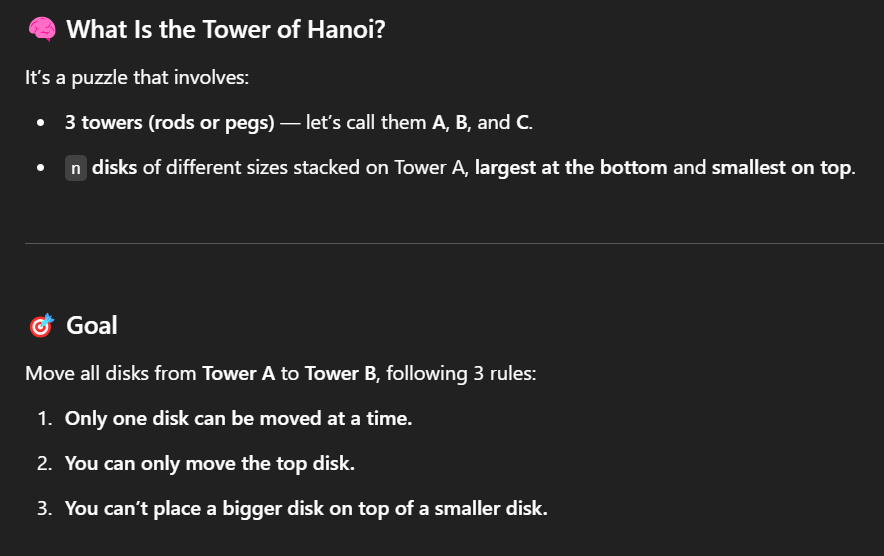 🧠 What Is the Tower of Hanoi?
It’s a puzzle that involves:
• 3 towers (rods or pegs) — let’s call them A, B, and C.
• n disks of different sizes stacked on Tower A, largest at the bottom and smallest on top.
🎯 Goal
Move all disks from Tower A to Tower B, following 3 rules:
1. Only one disk can be moved at a time.
2. You can only move the top disk.
3. You can’t place a bigger disk on top of a smaller disk.